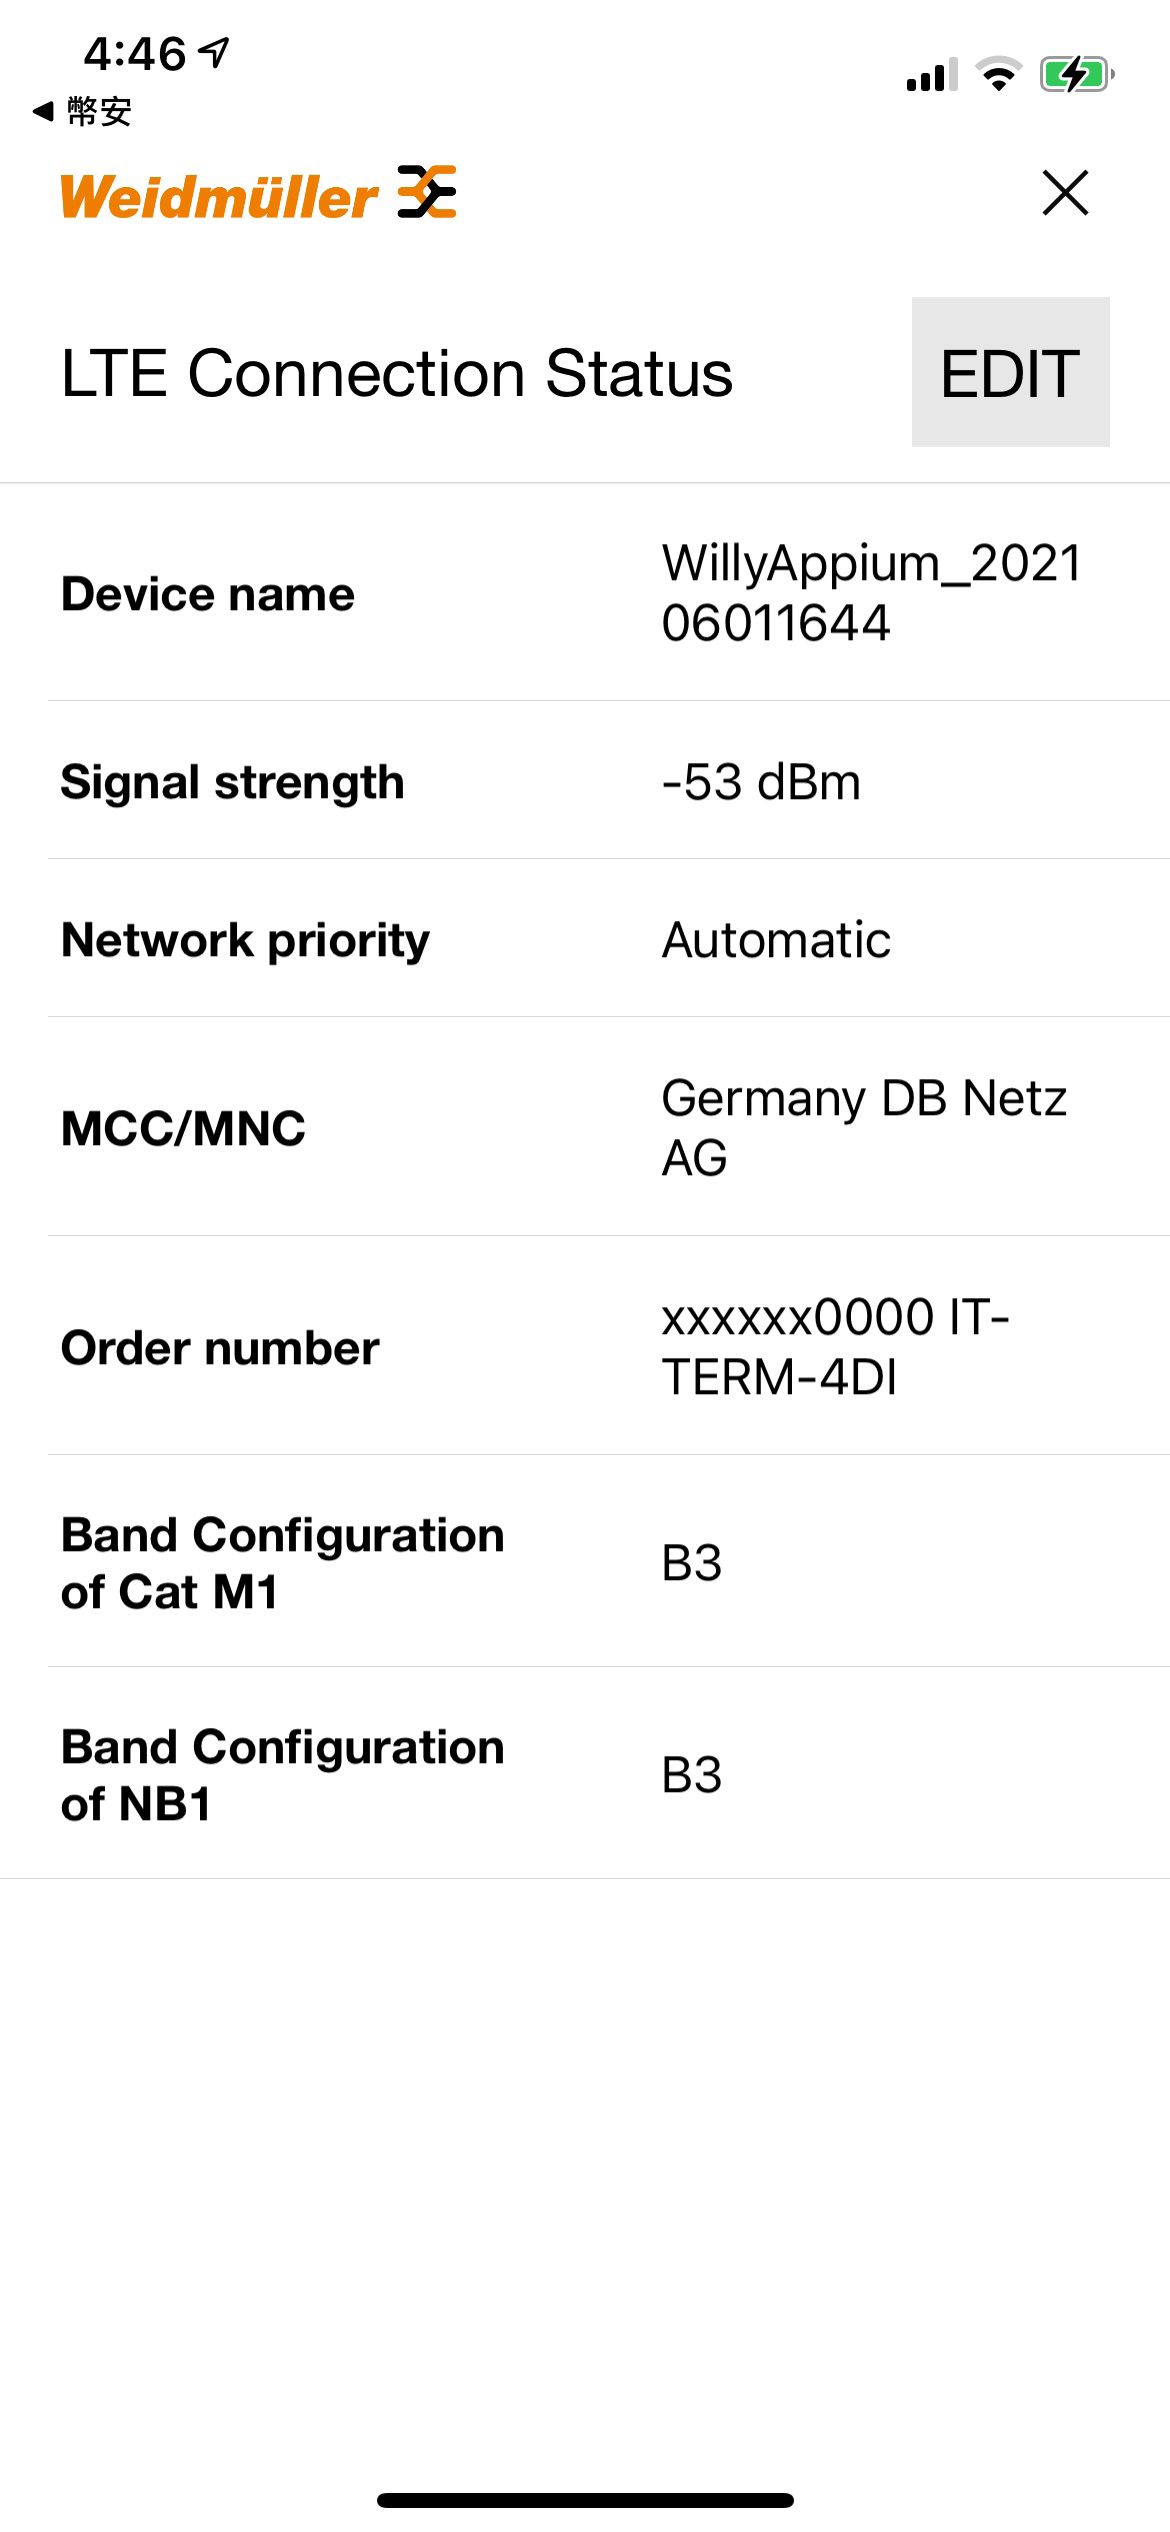 4:46
幣安
Weidmüller
LTE Connection Status
EDIT
Device name
WillyAppium_2021
06011644
Signal strength
-53 dBm
Network priority
Automatic
MCC/MNC
Germany DB Netz
AG
Order number
xxxxxx0000 IT-
TERM-4DI
Band Configuration
of Cat M1
B3
Band Configuration
of NB1
B3